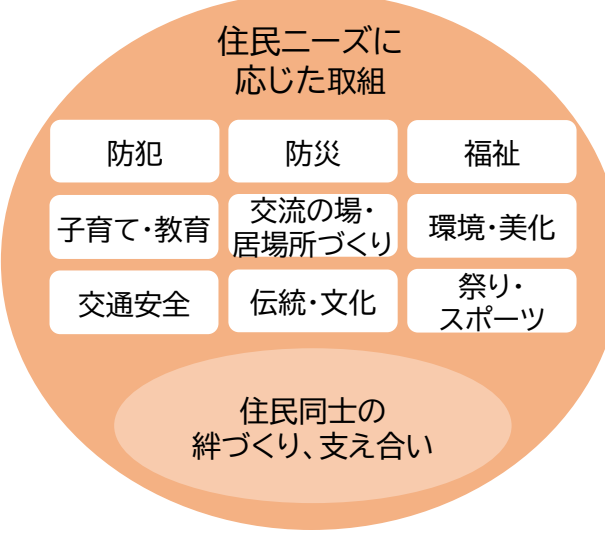 住民ニーズに
応じた取組
防犯
防災
福祉
子育て・教育
交流の場・
居場所づくり
環境・美化
交通安全
伝統・文化
祭り・
スポーツ
住民同士の
絆づくり、支え合い